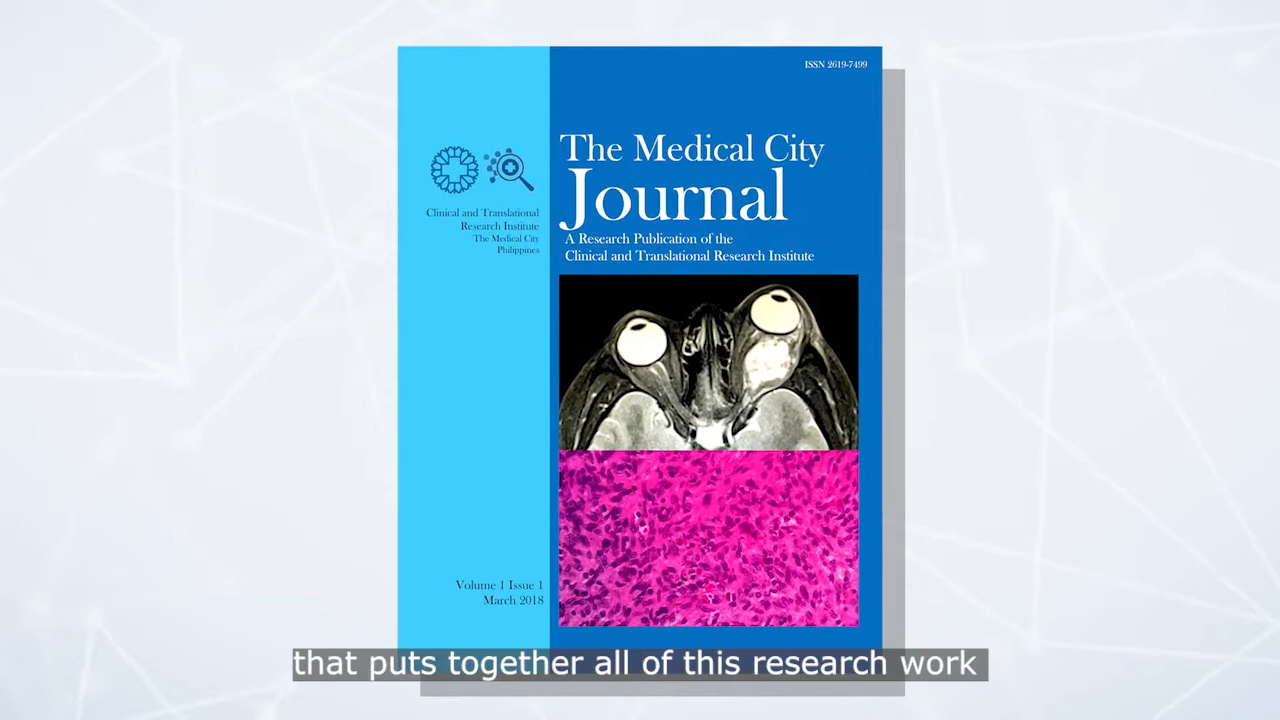 ISSN 2619-7499
The Medical City
Journal
A Research Publication of the
Clinical and Translational Research Institute
Clinical and Translational
Research Institute
The Medical City
Philippines
Volume 1 Issue 1
March 2018
that puts together all of this research work